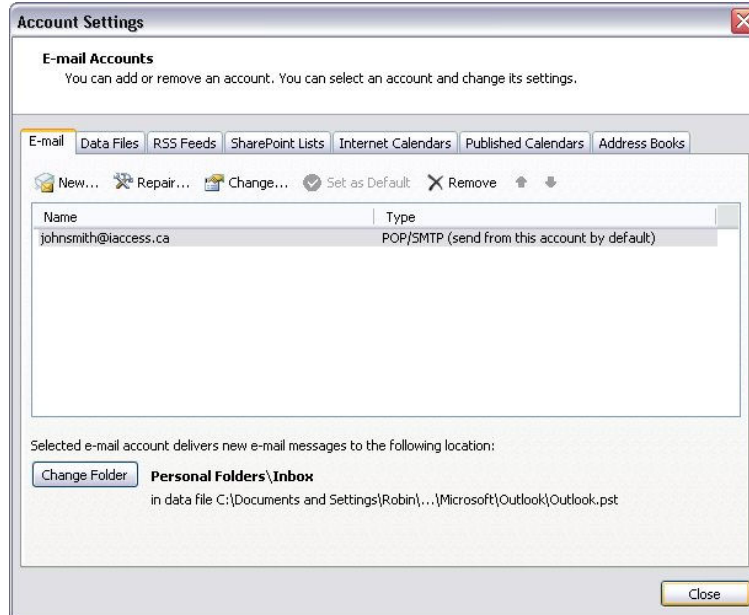 Account Settings
E-mail Accounts
You can add or remove an account. You can select an account and change its settings.
E-mail Data Files RSS Feeds SharePoint Lists Internet Calendars Published Calendars Address Books
New... Repair... Change... Set as Default Remove
Name Type
johnsmith@iaccess.ca POP/SMTP (send from this account by default)
Selected e-mail account delivers new e-mail messages to the following location:
Change Folder Personal Folders\Inbox
in data file C:\Documents and Settings\Robin\...\Microsoft\Outlook\Outlook.pst
Close